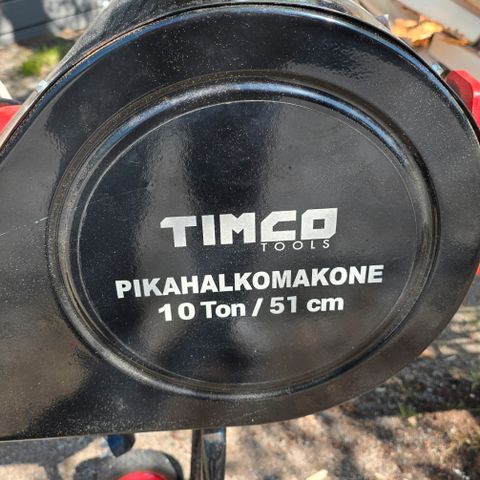 TIMCO
TOOLS
PIKAHALKOMAKONE
10 Ton / 51 cm